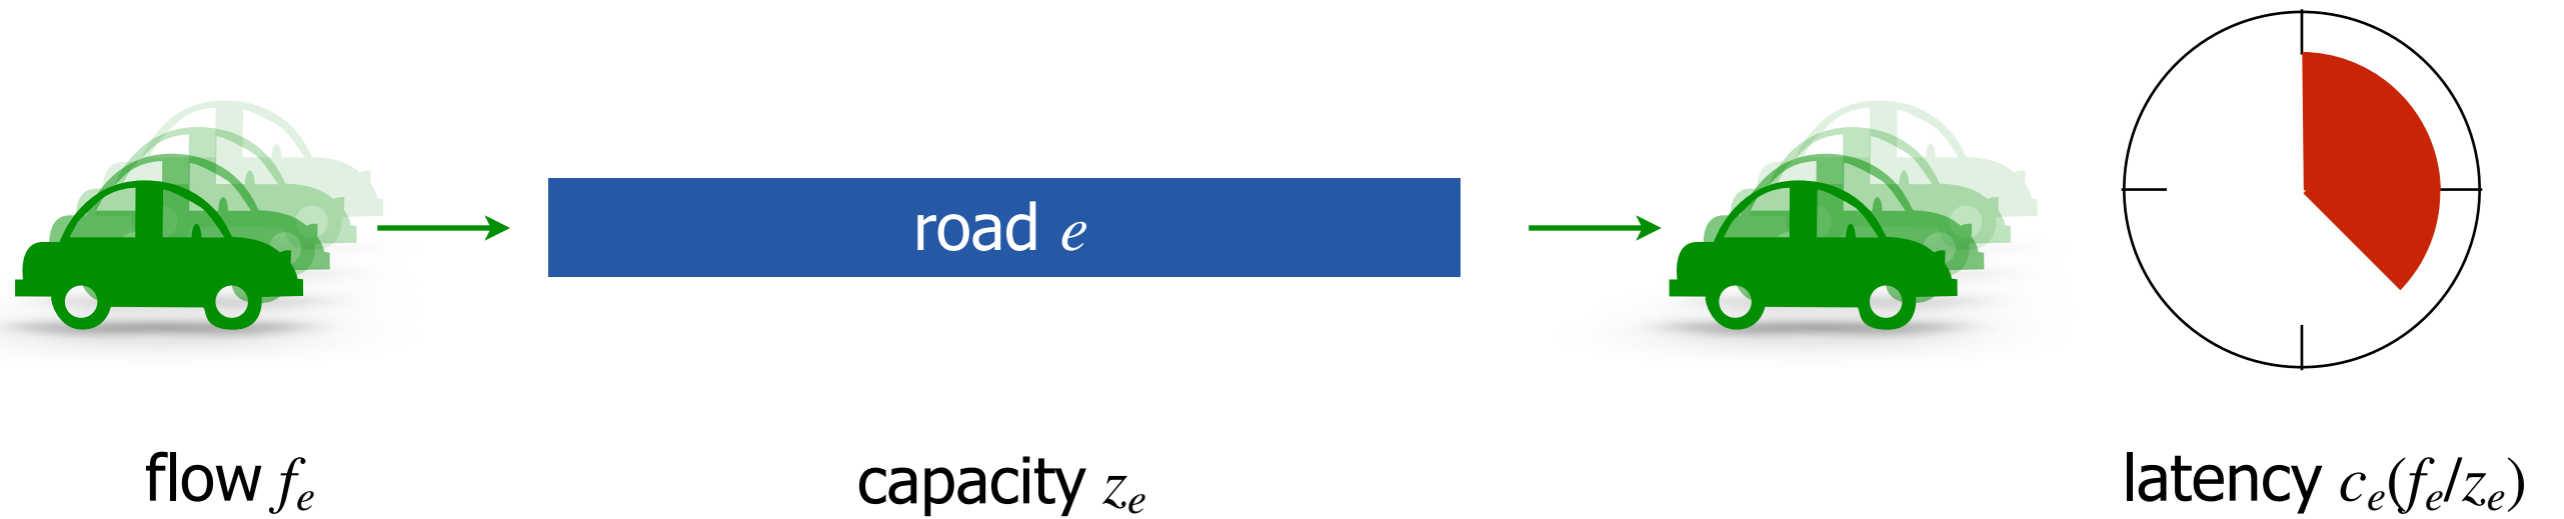 road e
flow fₑ
capacity zₑ
latency cₑ(fₑ/zₑ)